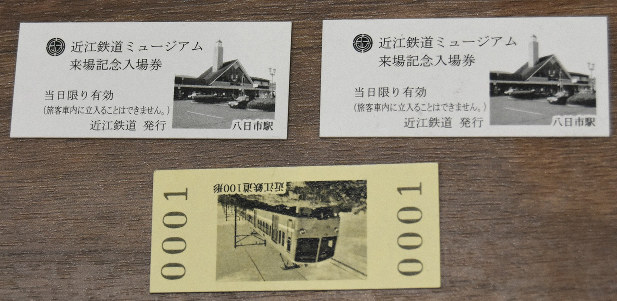 近江鉄道ミュージアム
来場記念入場券
当日限り有効
(旅客車内に立入ることはできません。)
近江鉄道 発行
八日市駅
近江鉄道ミュージアム
来場記念入場券
当日限り有効
(旅客車内に立入ることはできません。)
近江鉄道 発行
八日市駅
0001
近江鉄道100形
0001